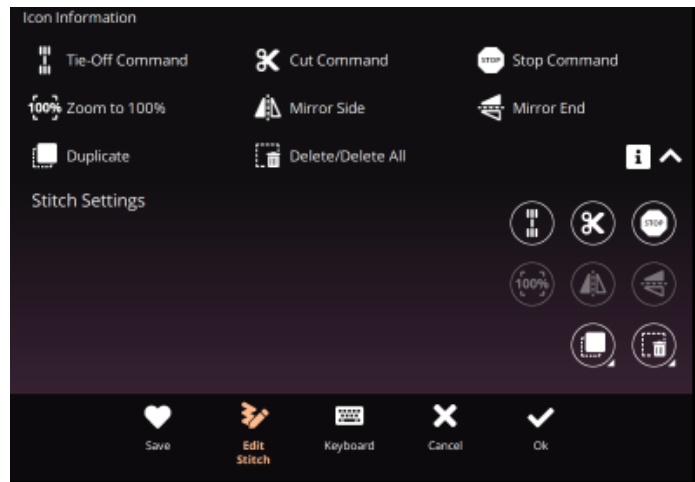 Icon Information
Tie-Off Command
Cut Command
STOP Stop Command
100% Zoom to 100%
Mirror Side
Mirror End
Duplicate
Delete/Delete All
i
Stitch Settings
STOP
100%
Save
Edit
Stitch
Keyboard
Cancel
Ok